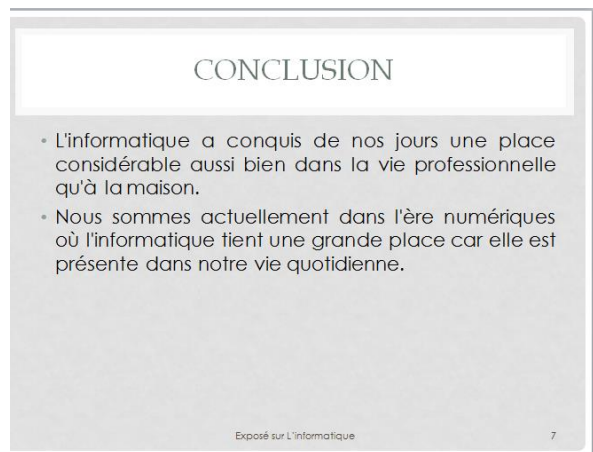 CONCLUSION
• L'informatique a conquis de nos jours une place
considérable aussi bien dans la vie professionnelle
qu'à la maison.
• Nous sommes actuellement dans l'ère numériques
où l'informatique tient une grande place car elle est
présente dans notre vie quotidienne.
Exposé sur L'informatique 7